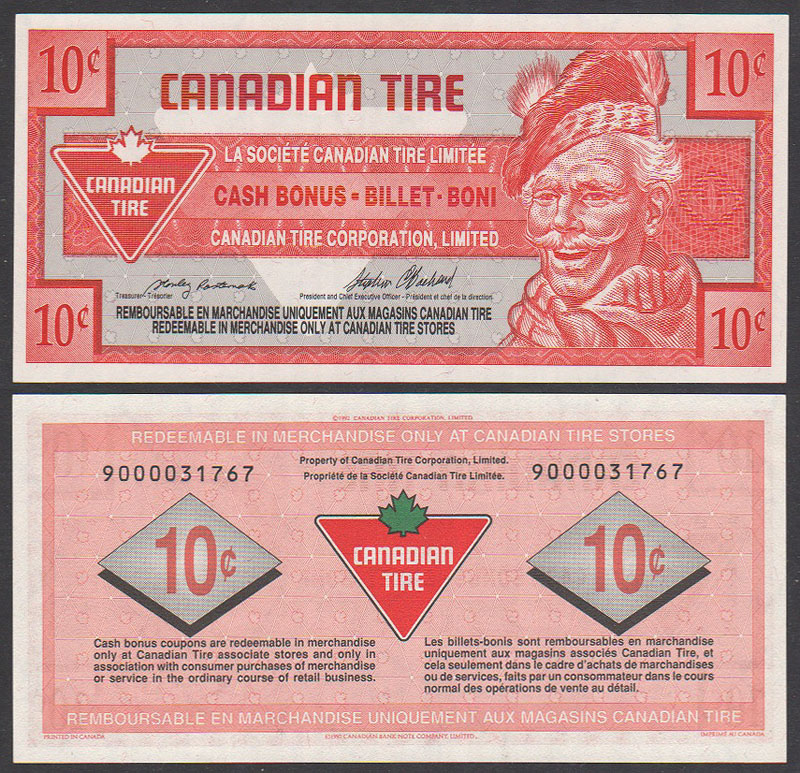 10¢
10¢
CANADIAN TIRE
LA SOCIÉTÉ CANADIAN TIRE LIMITÉE
CANADIAN
TIRE
CASH BONUS - BILLET - BONI
CANADIAN TIRE CORPORATION, LIMITED
Treasurer - Trésorier
President and Chief Executive Officer - Président et chef de la direction
10¢
10¢
REMBOURSABLE EN MARCHANDISE UNIQUEMENT AUX MAGASINS CANADIAN TIRE
REDEEMABLE IN MERCHANDISE ONLY AT CANADIAN TIRE STORES
©1992 CANADIAN TIRE CORPORATION, LIMITED
REDEEMABLE IN MERCHANDISE ONLY AT CANADIAN TIRE STORES
9000031767
Property of Canadian Tire Corporation, Limited.
Propriété de la Société Canadian Tire Limitée.
9000031767
10¢
CANADIAN
TIRE
10¢
Cash bonus coupons are redeemable in merchandise
only at Canadian Tire associate stores and only in
association with consumer purchases of merchandise
or service in the ordinary course of retail business.
Les billets-bonis sont remboursables en marchandise
uniquement aux magasins associés Canadian Tire, et
cela seulement dans le cadre d'achats de marchandises
ou de services, faits par un consommateur dans le cours
normal des opérations de vente au détail.
REMBOURSABLE EN MARCHANDISE UNIQUEMENT AUX MAGASINS CANADIAN TIRE
PRINTED IN CANADA
CANADIAN BANK NOTE COMPANY, LIMITED.
IMPRIMÉ AU CANADA